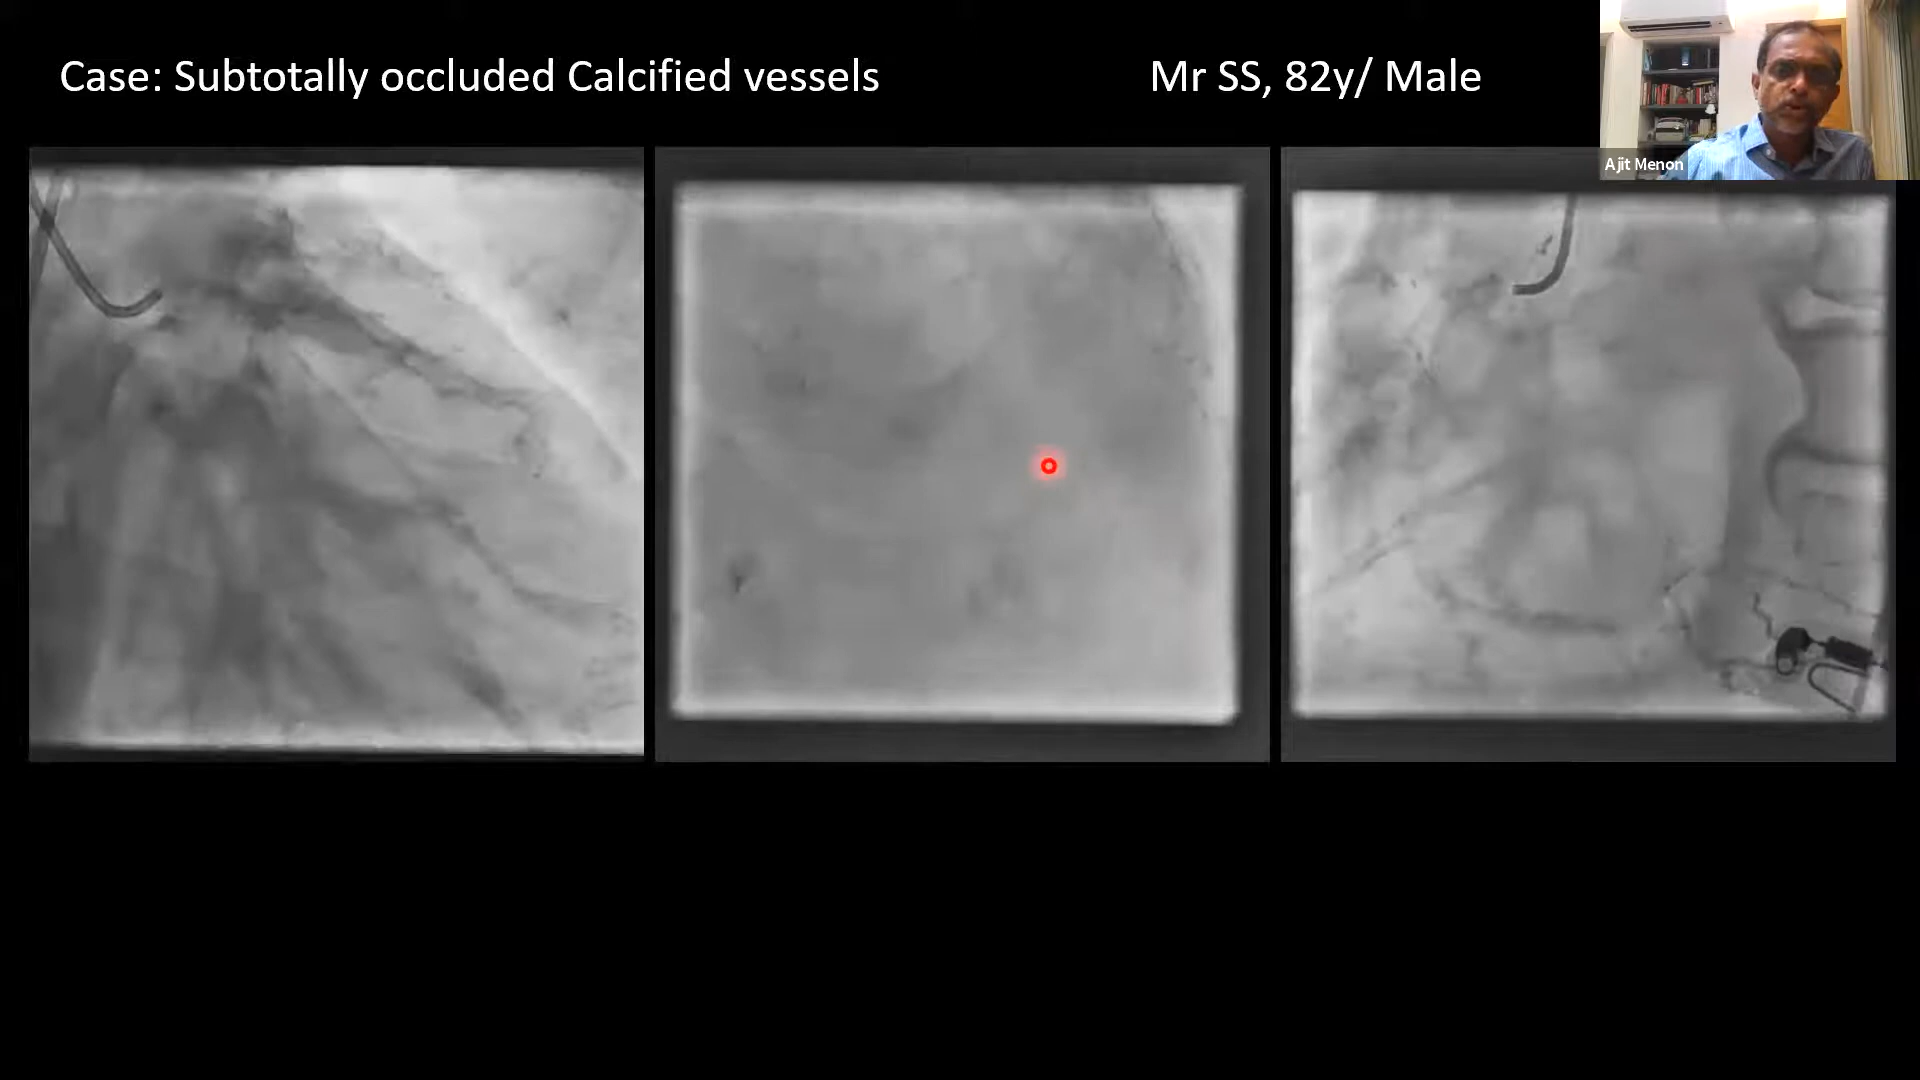 Case: Subtotally occluded Calcified vessels
Mr SS, 82y/ Male
Ajit Menon